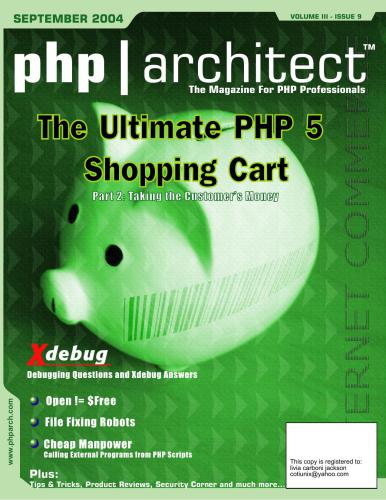 SEPTEMBER 2004
VOLUME III - ISSUE 9
php|architect™
The Magazine For PHP Professionals
The Ultimate PHP 5
Shopping Cart
Part 2: Taking the Customer's Money
Xdebug
Debugging Questions and Xdebug Answers
Open != $Free
File Fixing Robots
Cheap Manpower
Calling External Programs from PHP Scripts
Plus:
Tips & Tricks, Product Reviews, Security Corner and much more...
www.phparch.com
This copy is registered to:
livia carboni jackson
cotiunix@yahoo.com